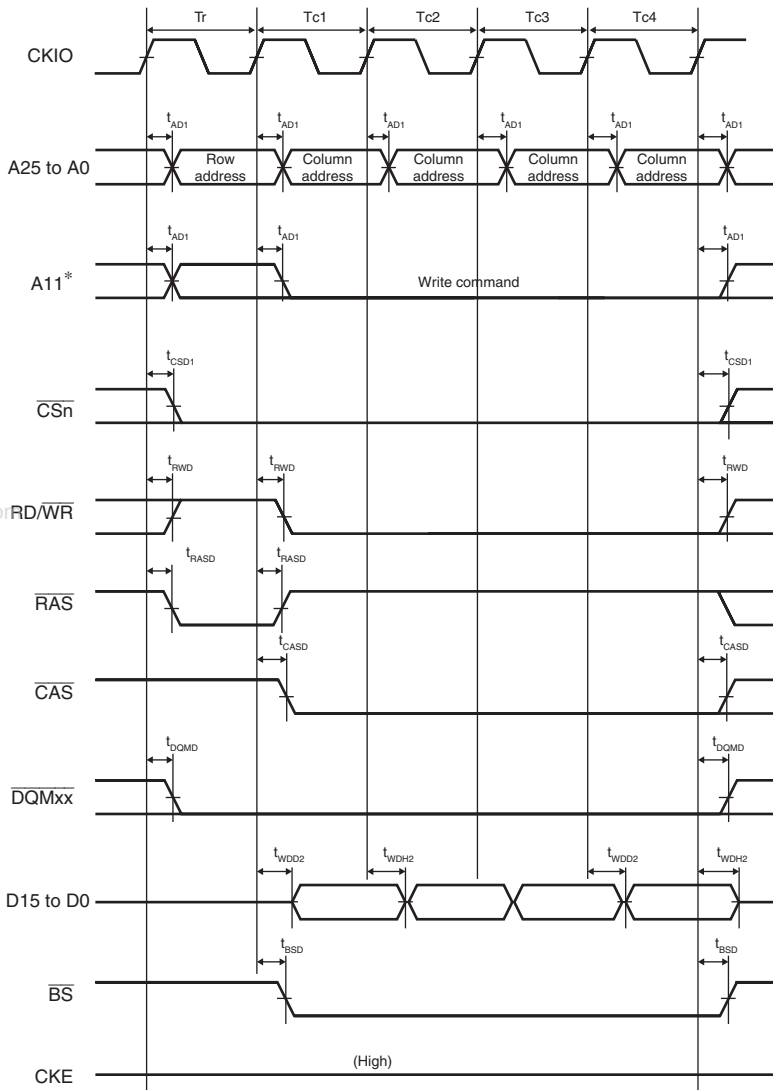 Tr Tc1 Tc2 Tc3 Tc4
CKIO
tAD1 tAD1 tAD1 tAD1 tAD1 tAD1
A25 to A0
Row address
Column address
Column address
Column address
Column address
tAD1 tAD1 tAD1
A11*
Write command
tCSD1 tCSD1
CSn
tRWD tRWD tRWD
RD/WR
tRASD tRASD
RAS
tCASD tCASD
CAS
tDQMD tDQMD
DQMxx
tWDD2 tWDH2 tWDD2 tWDH2
D15 to D0
tBSD tBSD
BS
(High)
CKE